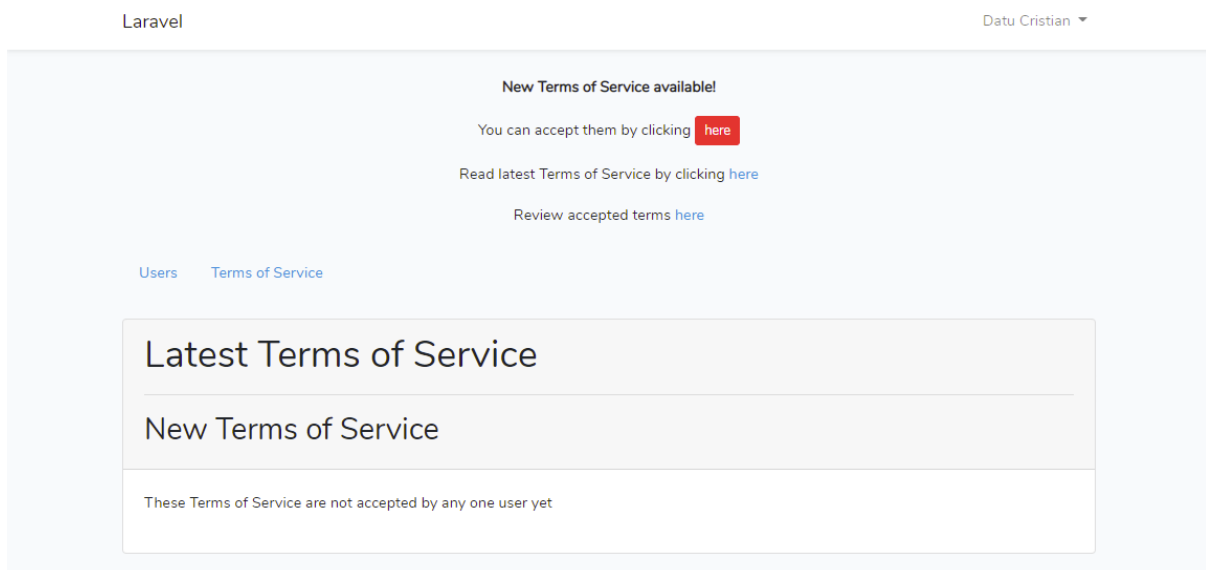 Laravel
Datu Cristian
New Terms of Service available!
You can accept them by clicking here
Read latest Terms of Service by clicking here
Review accepted terms here
Users Terms of Service
Latest Terms of Service
New Terms of Service
These Terms of Service are not accepted by any one user yet